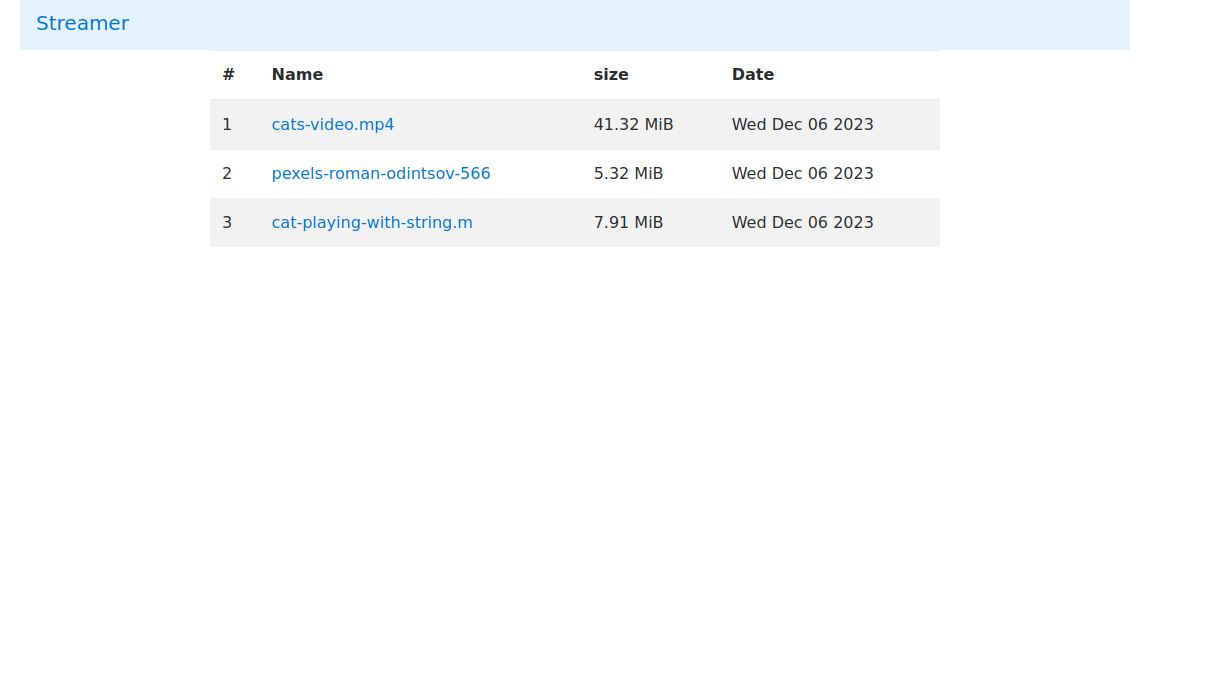 Streamer
# Name size Date
1 cats-video.mp4 41.32 MiB Wed Dec 06 2023
2 pexels-roman-odintsov-566 5.32 MiB Wed Dec 06 2023
3 cat-playing-with-string.m 7.91 MiB Wed Dec 06 2023